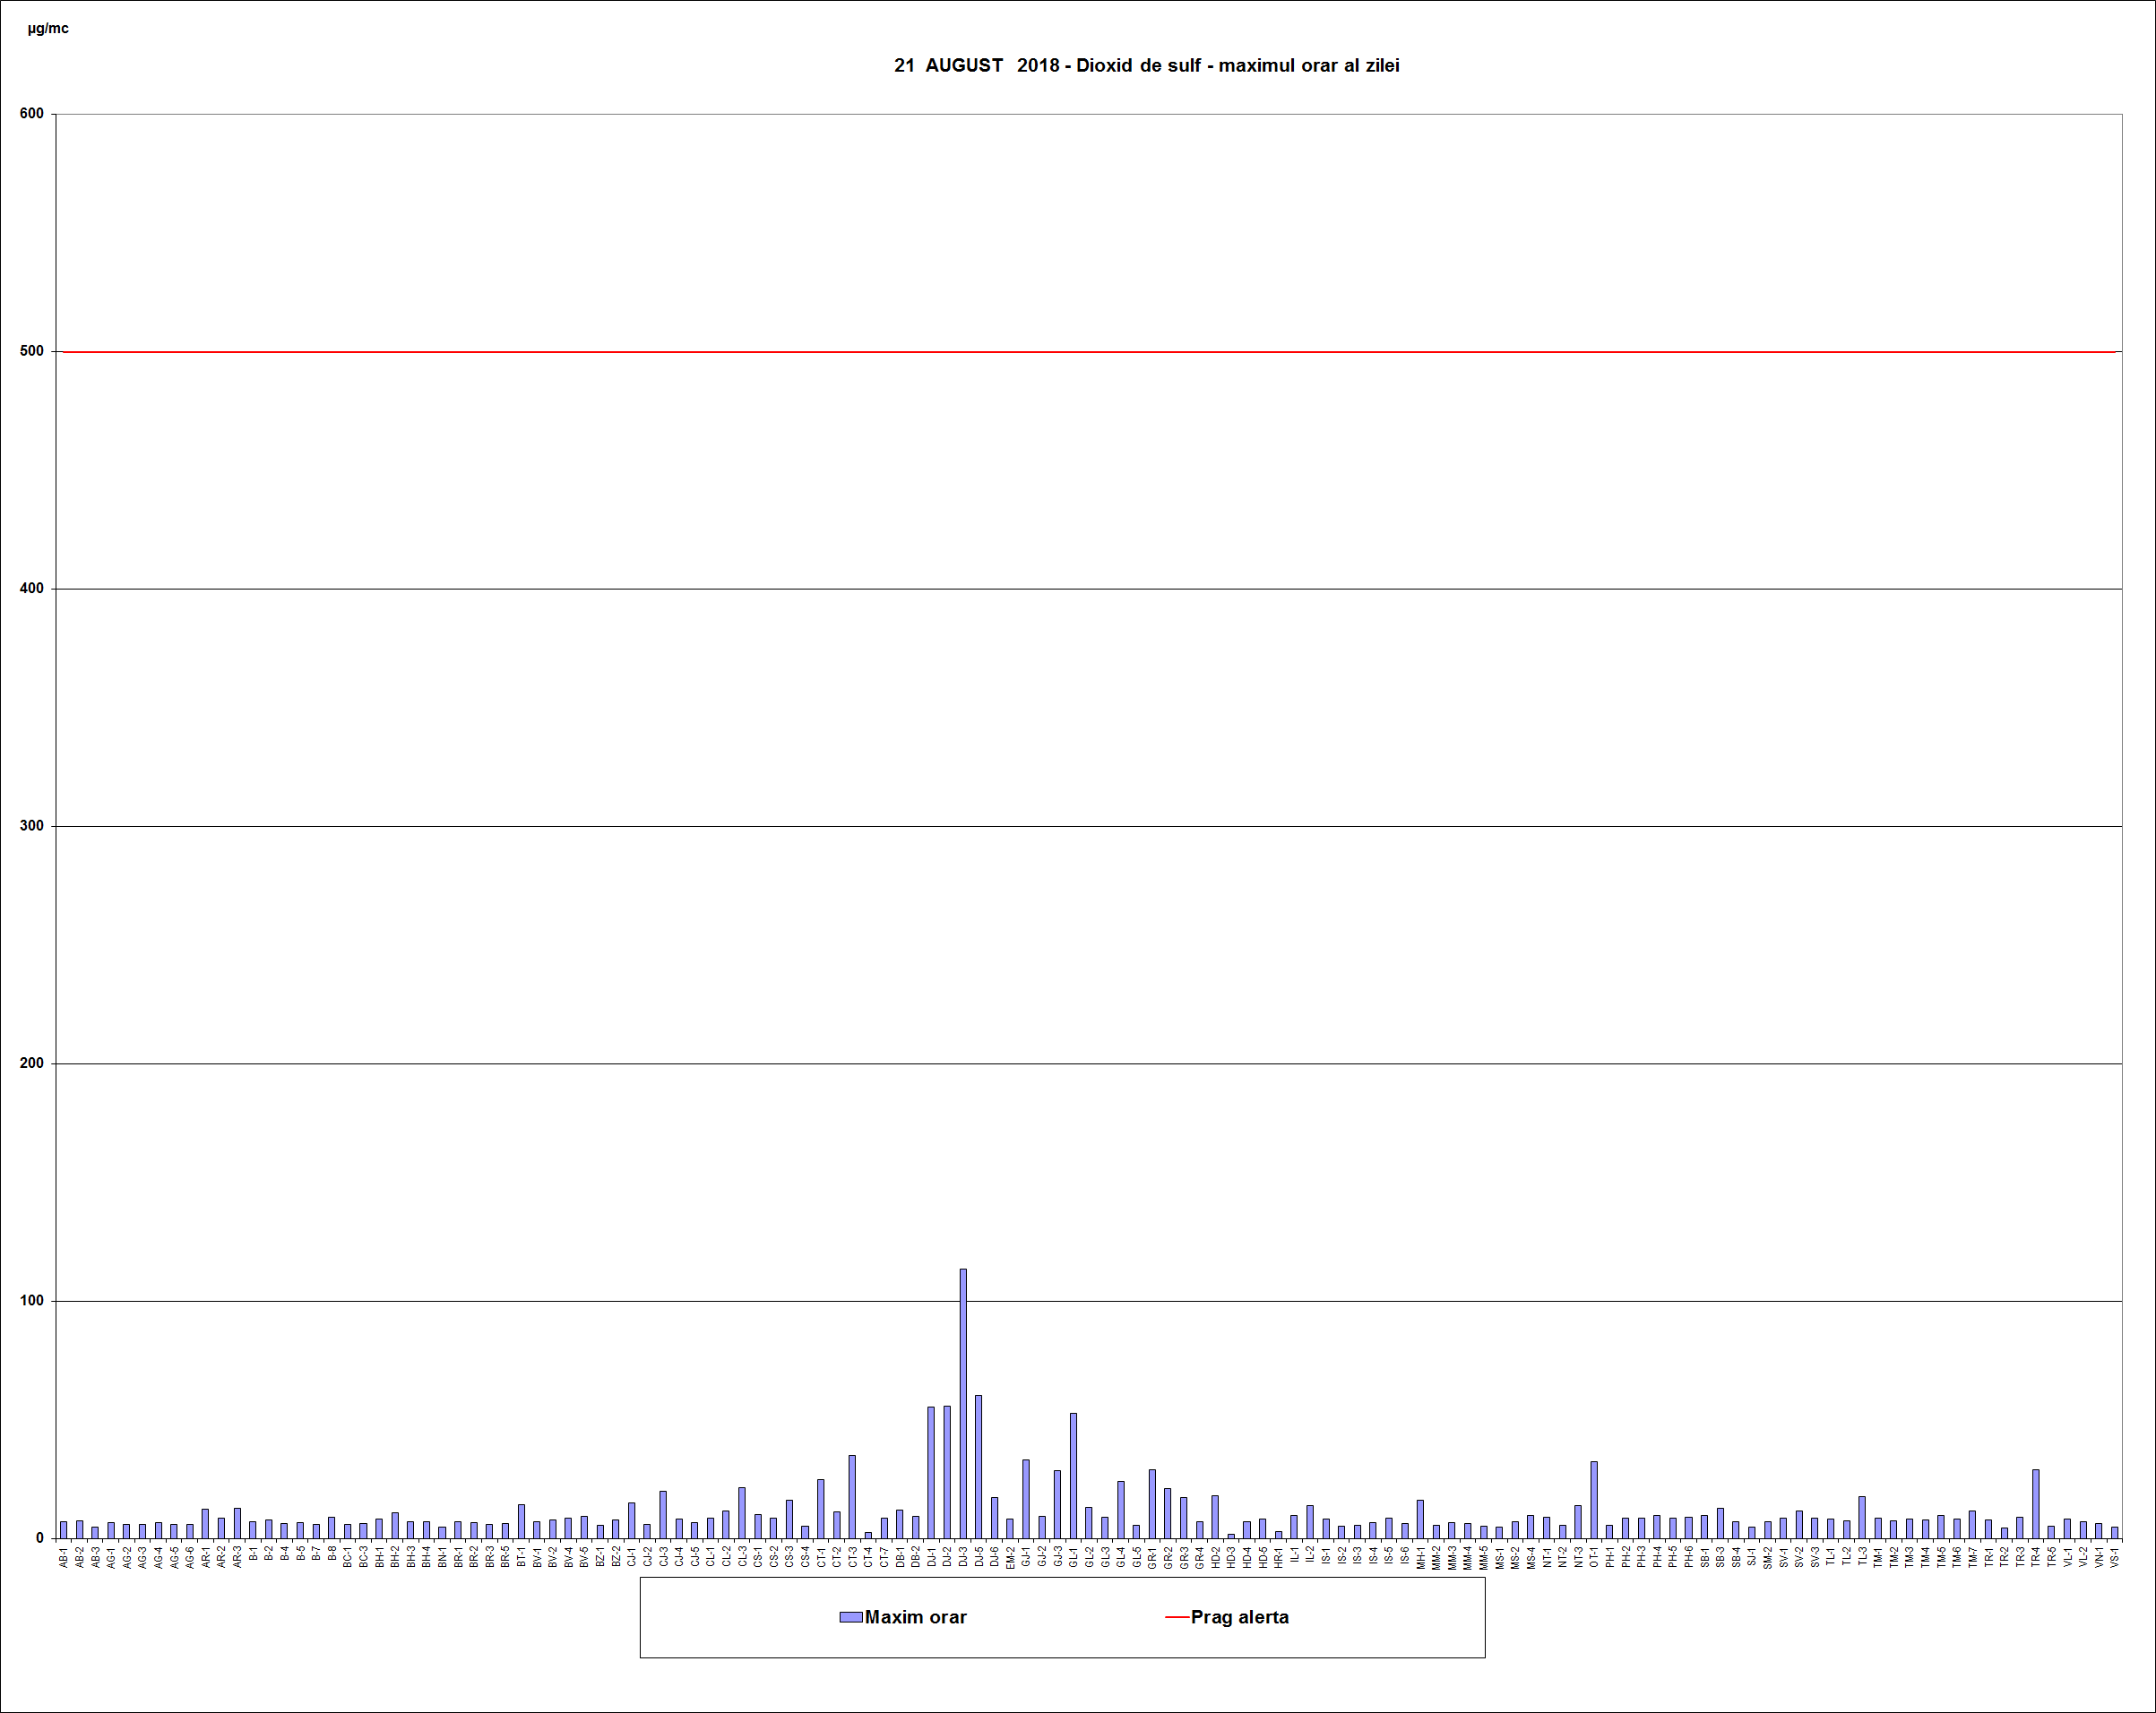 µg/mc
21 AUGUST 2018 - Dioxid de sulf - maximul orar al zilei
600
500
400
300
200
100
0
AB-1 AB-2 AB-3 AG-1 AG-2 AG-3 AG-4 AG-5 AG-6 AR-1 AR-2 AR-3 B-1 B-2 B-4 B-5 B-7 B-8 BC-1 BC-3 BH-1 BH-2 BH-3 BH-4 BN-1 BR-1 BR-2 BR-3 BR-5 BT-1 BV-1 BV-2 BV-4 BV-5 BZ-1 BZ-2 CJ-1 CJ-2 CJ-3 CJ-4 CJ-5 CL-1 CL-2 CL-3 CS-1 CS-2 CS-3 CS-4 CT-1 CT-2 CT-3 CT-4 CT-7 DB-1 DB-2 DJ-1 DJ-2 DJ-3 DJ-5 DJ-6 EM-2 GJ-1 GJ-2 GJ-3 GL-1 GL-2 GL-3 GL-4 GL-5 GR-1 GR-2 GR-3 GR-4 HD-2 HD-3 HD-4 HD-5 HR-1 IL-1 IL-2 IS-1 IS-2 IS-3 IS-4 IS-5 IS-6 MH-1 MM-2 MM-3 MM-4 MM-5 MS-1 MS-2 MS-4 NT-1 NT-2 NT-3 OT-1 PH-1 PH-2 PH-3 PH-4 PH-5 PH-6 SB-1 SB-3 SB-4 SJ-1 SM-2 SV-1 SV-2 SV-3 TL-1 TL-2 TL-3 TM-1 TM-2 TM-3 TM-4 TM-5 TM-6 TM-7 TR-1 TR-2 TR-3 TR-4 TR-5 VL-1 VL-2 VN-1 VS-1
Maxim orar Prag alerta